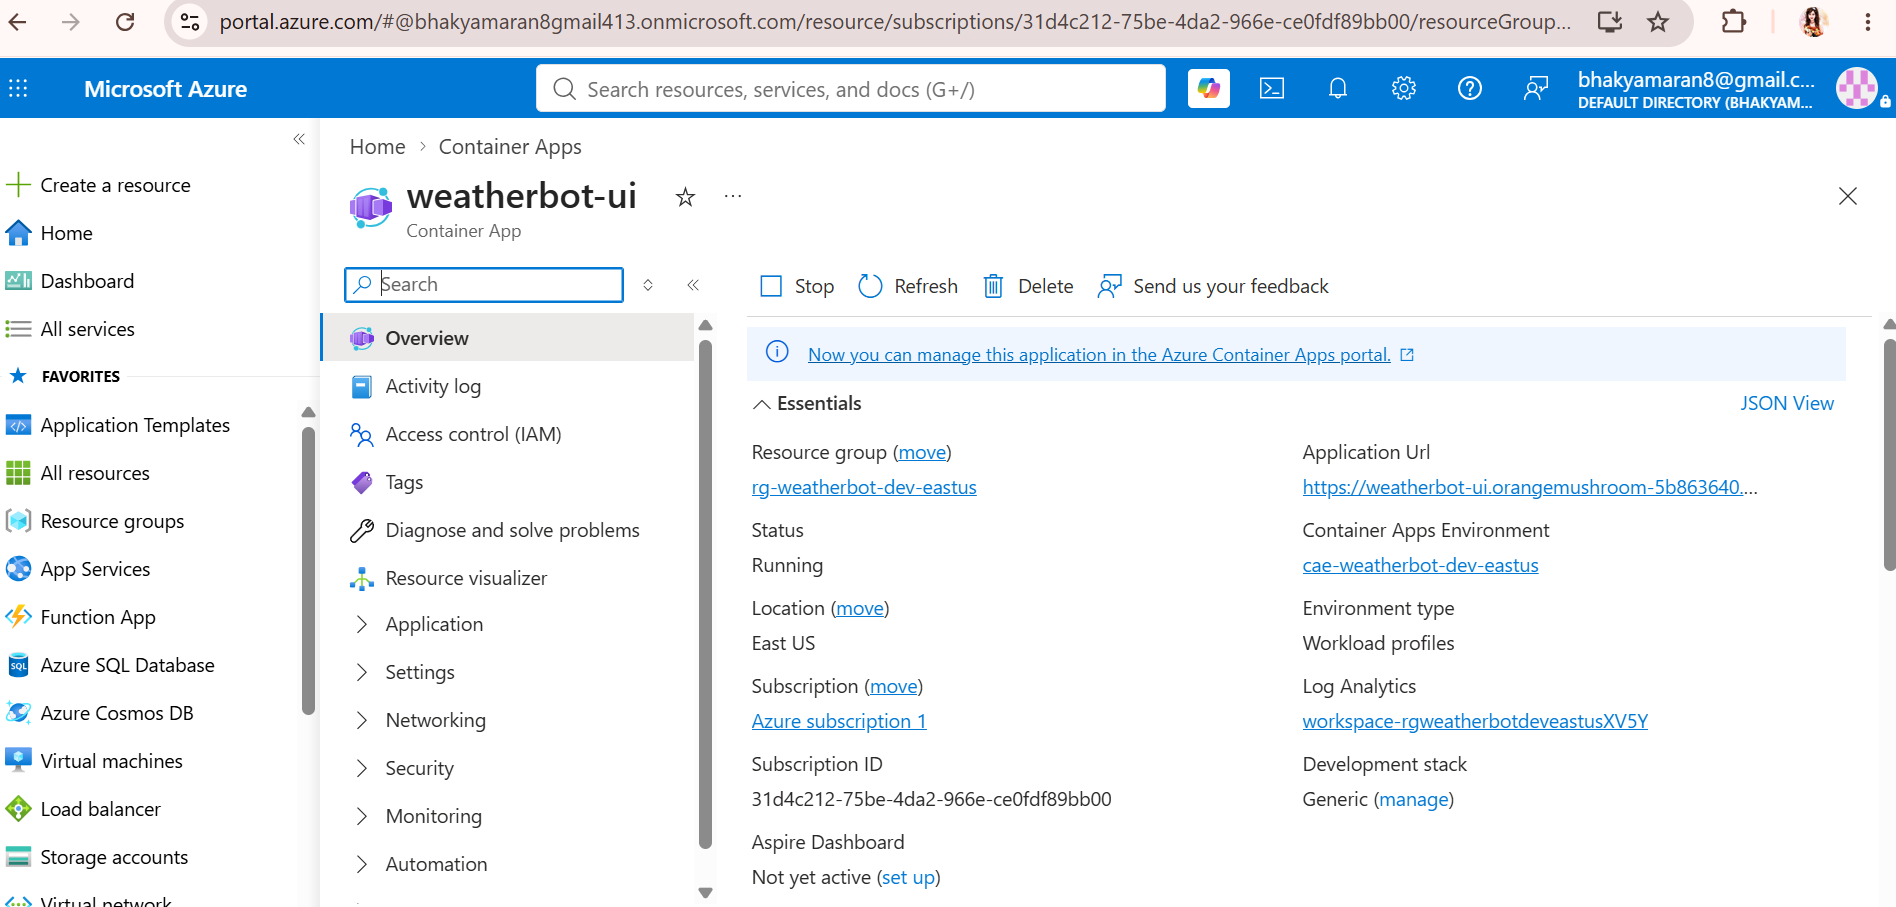 portal.azure.com/#@bhakyamaran8gmail413.onmicrosoft.com/resource/subscriptions/31d4c212-75be-4da2-966e-ce0fdf89bb00/resourceGroup...
Microsoft Azure
Search resources, services, and docs (G+/)
bhakyamaran8@gmail.c...
DEFAULT DIRECTORY (BHAKYAM...
Create a resource
Home
Dashboard
All services
FAVORITES
Application Templates
All resources
Resource groups
App Services
Function App
SQL
Azure SQL Database
Azure Cosmos DB
Virtual machines
Load balancer
Storage accounts
Virtual network
Home > Container Apps
weatherbot-ui
...
Container App
Search
Overview
Activity log
Access control (IAM)
Tags
Diagnose and solve problems
Resource visualizer
Application
Settings
Networking
Security
Monitoring
Automation
Stop
Refresh
Delete
Send us your feedback
Now you can manage this application in the Azure Container Apps portal.
Essentials
JSON View
Resource group (move)
rg-weatherbot-dev-eastus
Status
Running
Location (move)
East US
Subscription (move)
Azure subscription 1
Subscription ID
31d4c212-75be-4da2-966e-ce0fdf89bb00
Aspire Dashboard
Not yet active (set up)
Application Url
https://weatherbot-ui.orangemushroom-5b863640....
Container Apps Environment
cae-weatherbot-dev-eastus
Environment type
Workload profiles
Log Analytics
workspace-rgweatherbotdeveastusXV5Y
Development stack
Generic (manage)